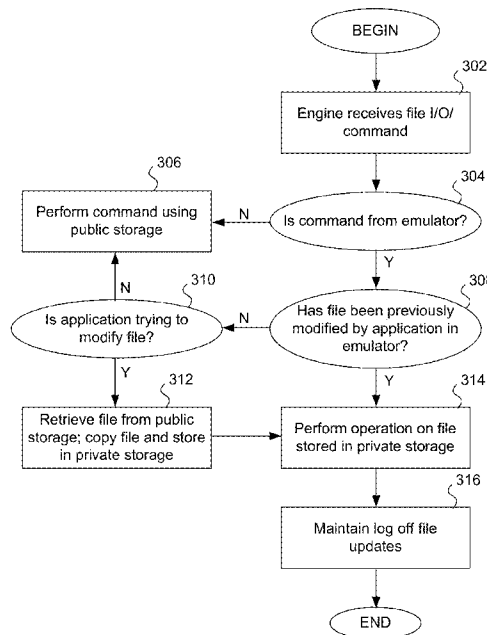 BEGIN
302
Engine receives file I/O/
command
306
304
Perform command using
public storage
N
Is command from emulator?
N
Y
310
Is application trying to
modify file?
N
Has file been previously
modified by application in
emulator?
Y
312
Y
314
Retrieve file from public
storage; copy file and store
in private storage
Perform operation on file
stored in private storage
316
Maintain log off file
updates
END